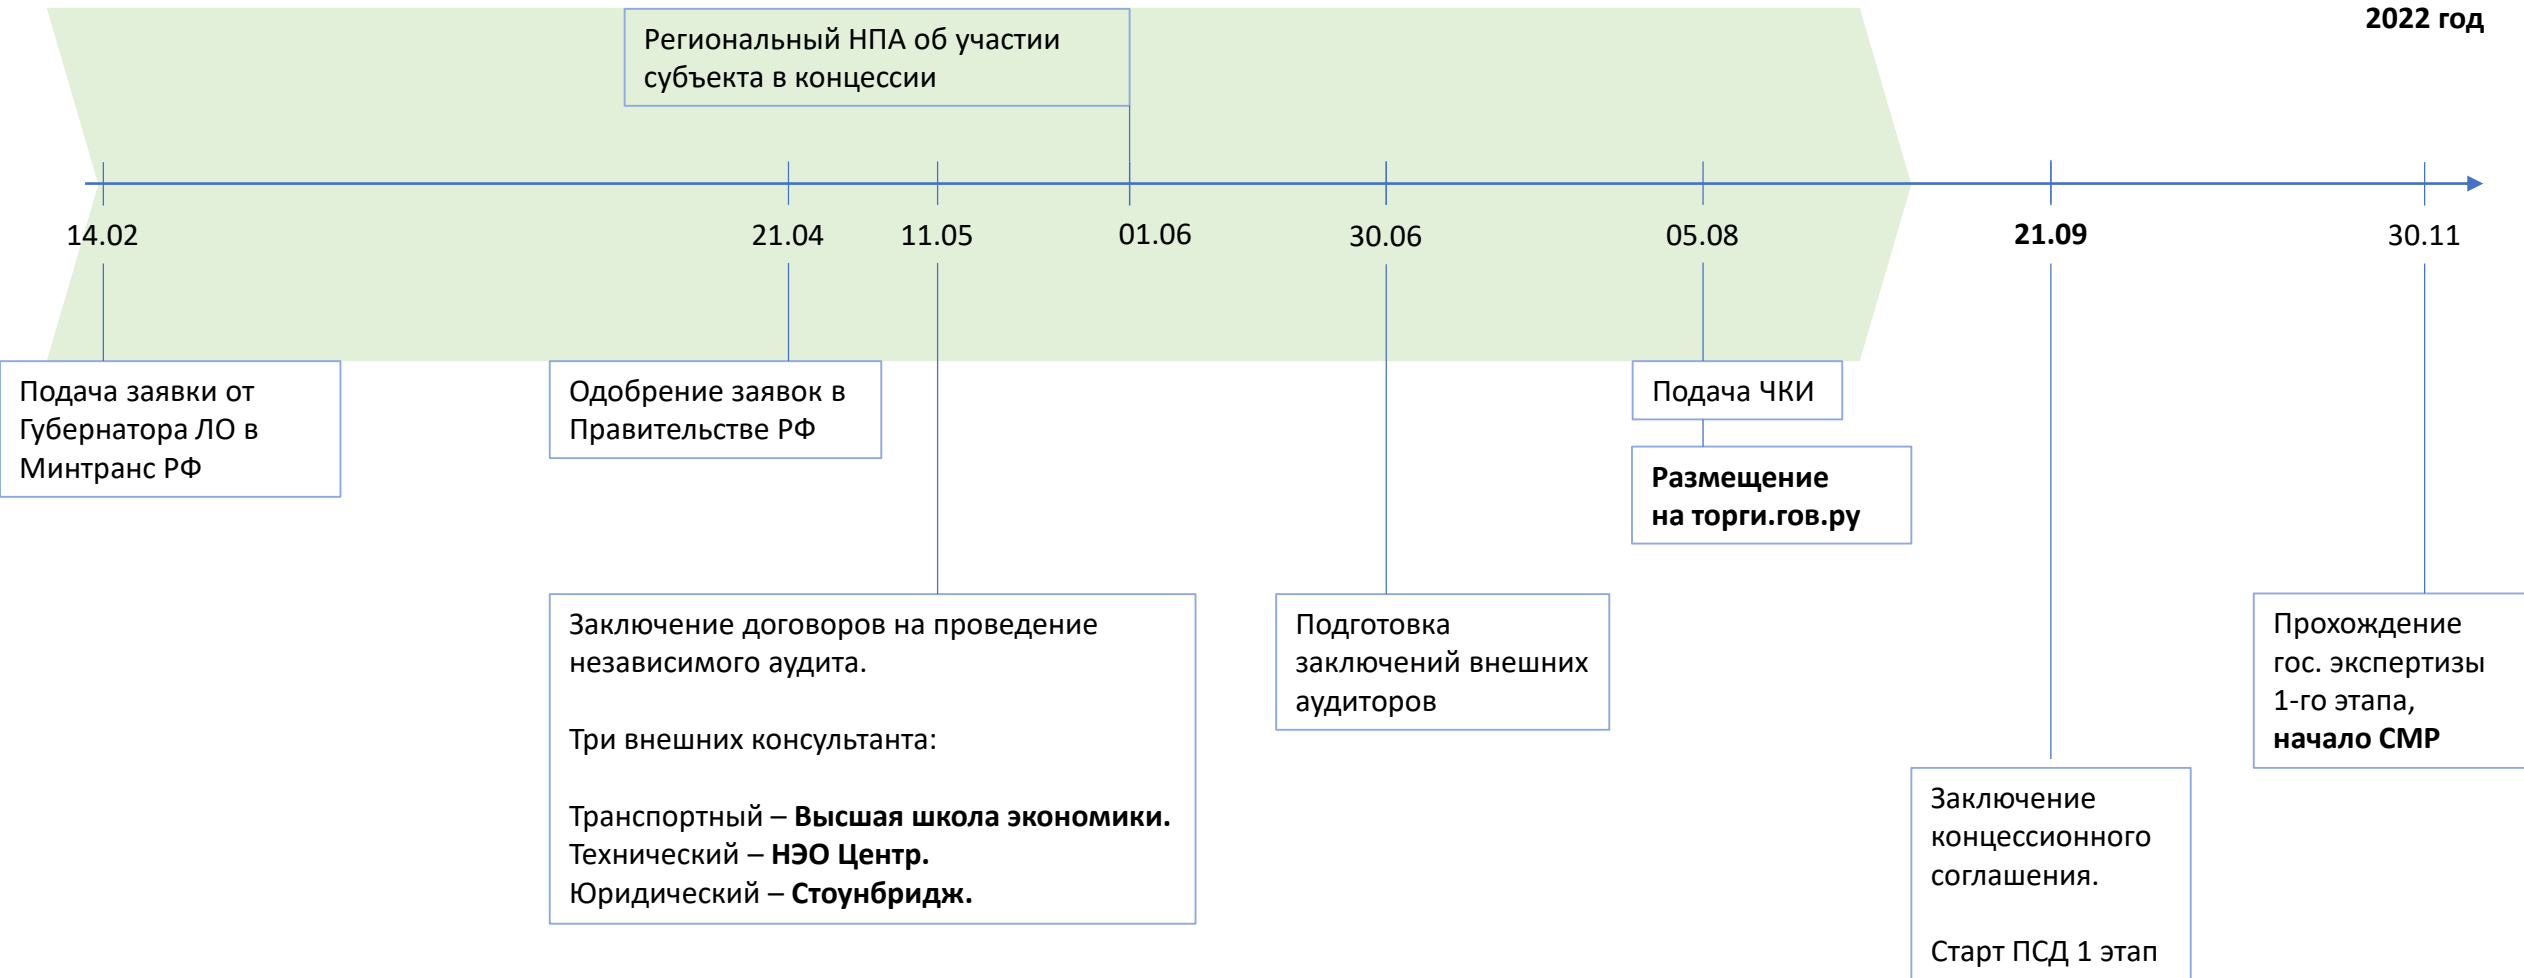 2022 год
Региональный НПА об участии
субъекта в концессии
14.02
21.04
11.05
01.06
30.06
05.08
21.09
30.11
Подача заявки от
Губернатора ЛО в
Минтранс РФ
Одобрение заявок в
Правительстве РФ
Подача ЧКИ
Размещение
на торги.гов.ру
Заключение договоров на проведение
независимого аудита.
Три внешних консультанта:
Транспортный – Высшая школа экономики.
Технический – НЭО Центр.
Юридический – Стоунбридж.
Подготовка
заключений внешних
аудиторов
Прохождение
гос. экспертизы
1-го этапа,
начало СМР
Заключение
концессионного
соглашения.
Старт ПСД 1 этап